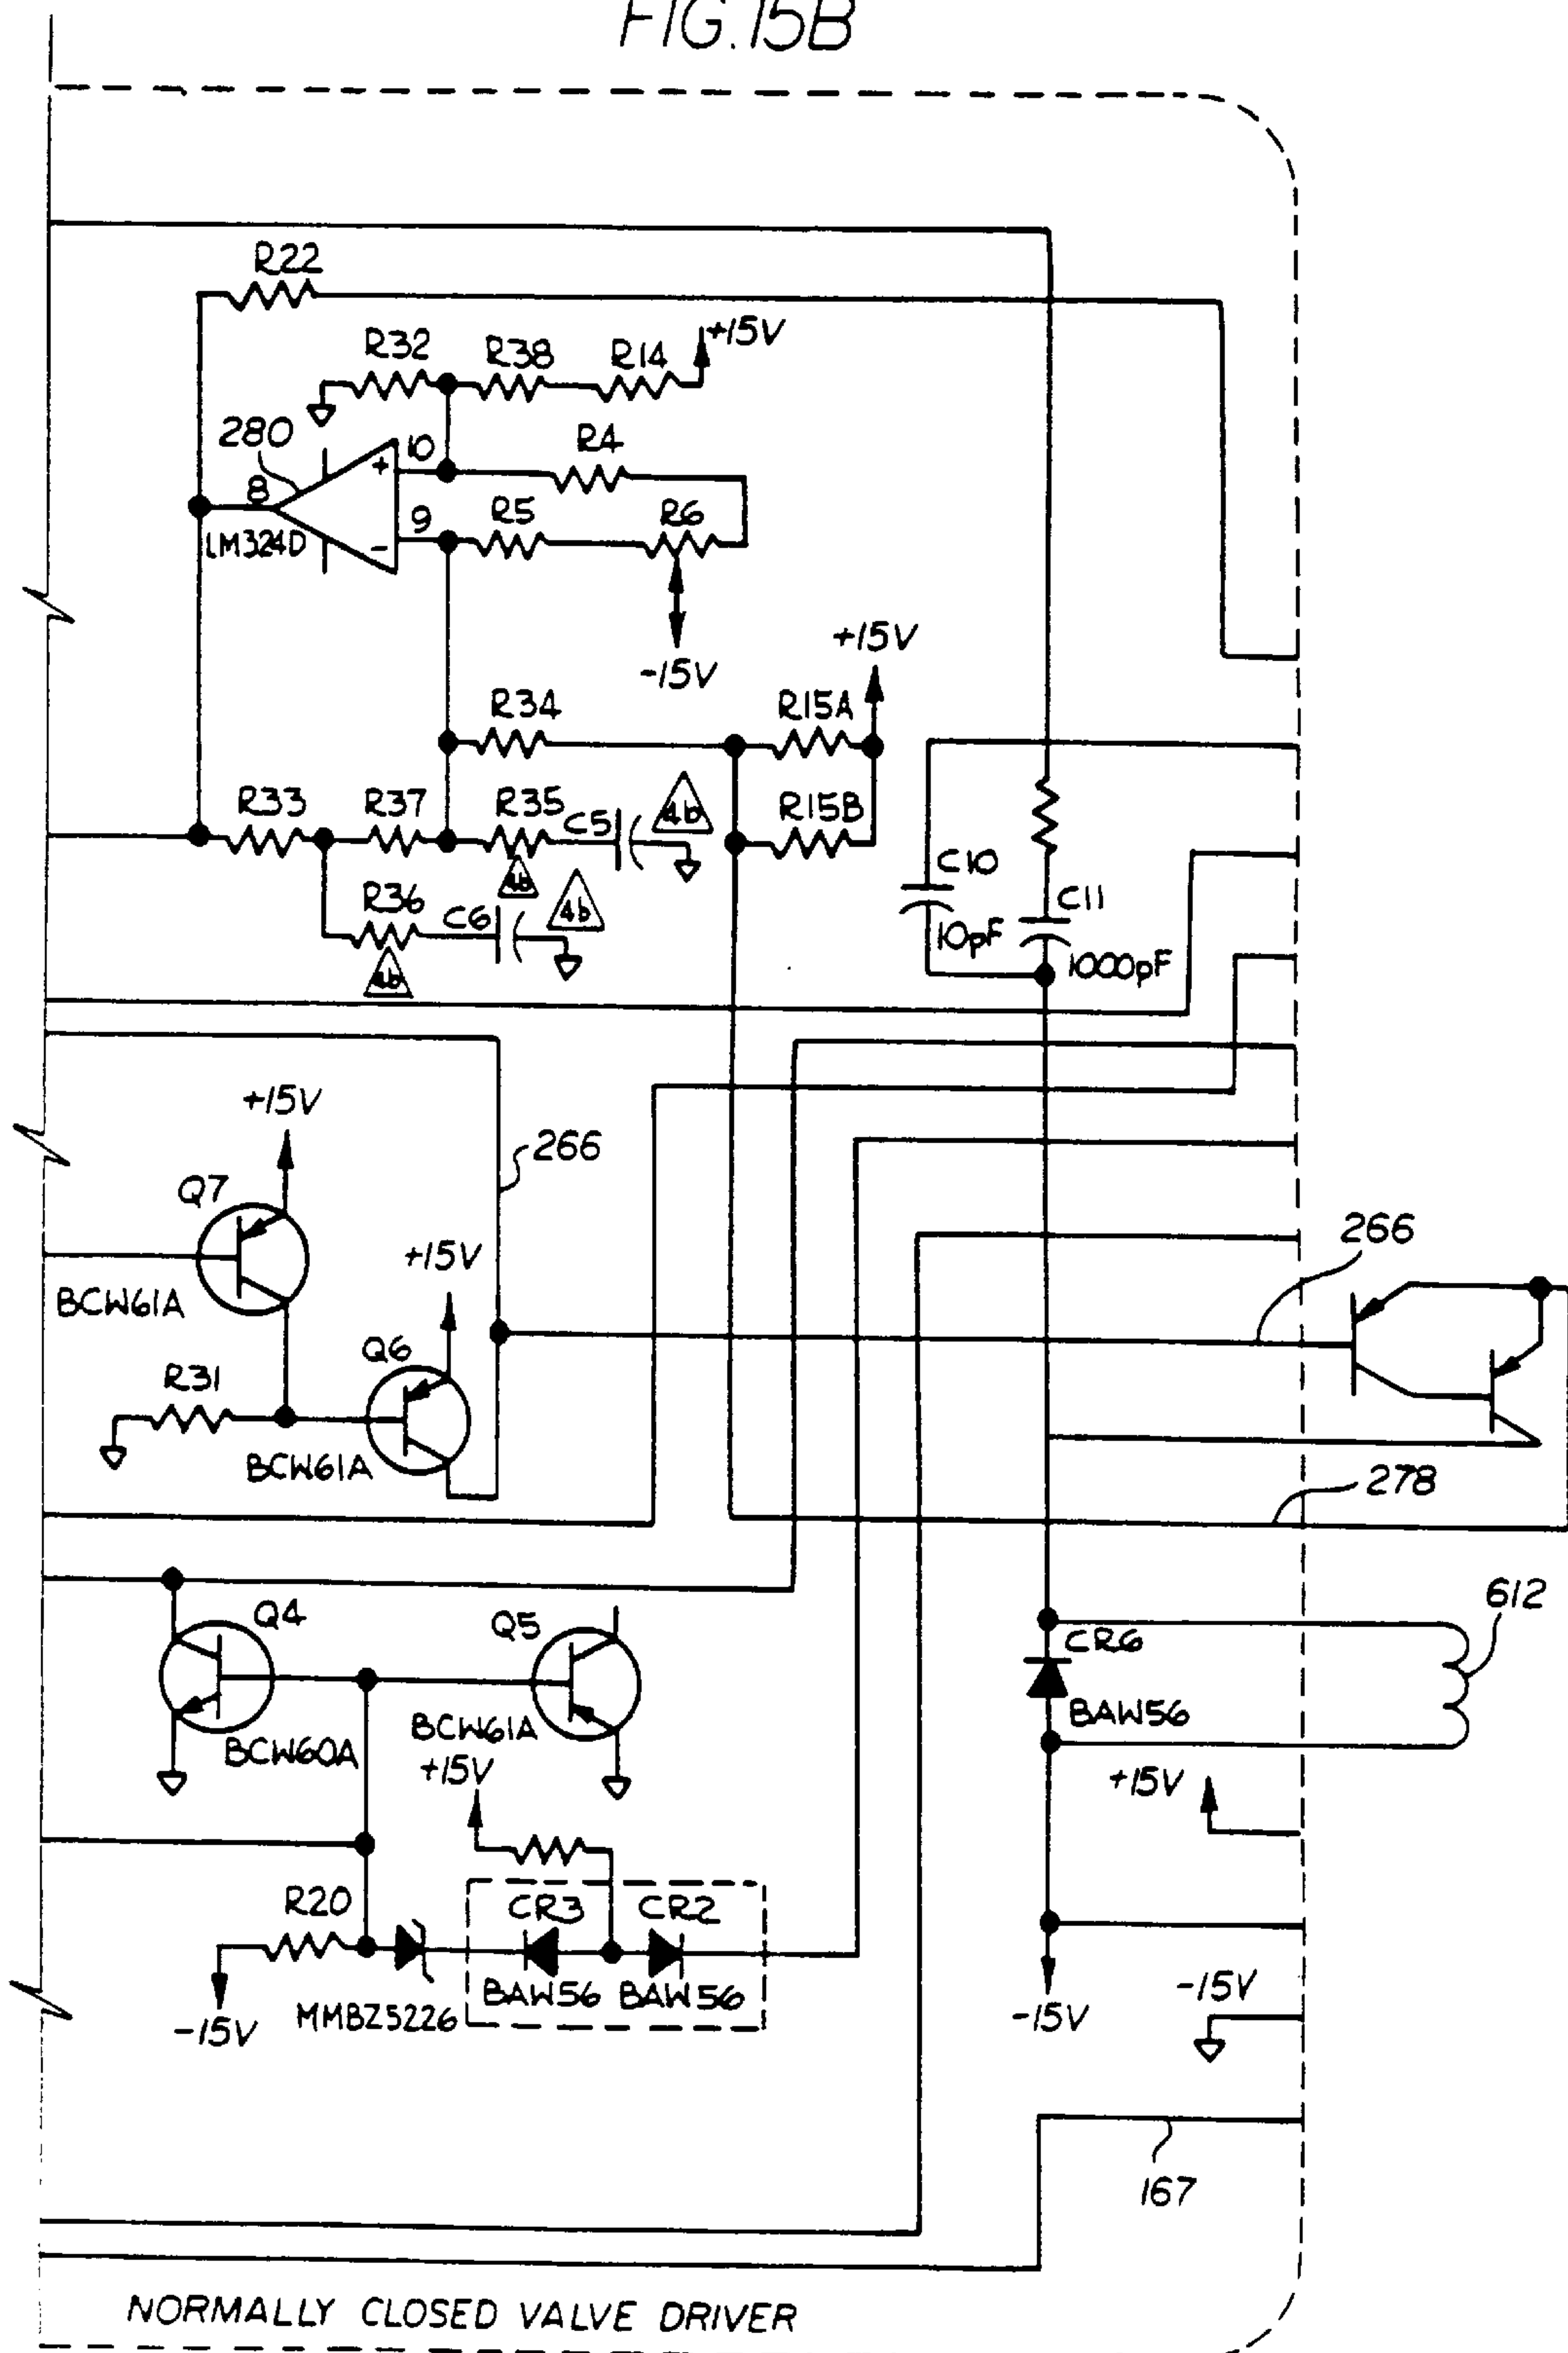 FIG. 15B
R22
+15V
R32
R38
R14
280
10
R4
+
8
9
R5
R6
LM324D
-
+15V
-15V
R34
R15A
R33
R37
R35
C5
4b
R15B
4b
C10
R36
C6
4b
C11
10pF
1000pF
4b
+15V
266
Q7
266
+15V
BCW61A
Q6
R31
BCW61A
278
612
Q4
Q5
CR6
BCW61A
BAW56
BCW60A
+15V
+15V
R20
CR3
CR2
-15V
BAW56
BAW56
MMBZ5226
-15V
-15V
167
NORMALLY CLOSED VALVE DRIVER